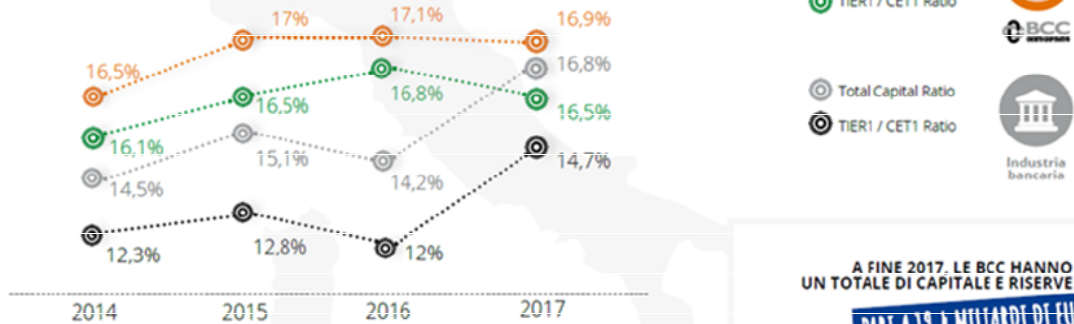 17%
17,1%
16,9%
16,5%
16,8%
16,5%
16,8%
16,5%
16,1%
15,1%
14,7%
14,5%
14,2%
12,3%
12,8%
12%
2014
2015
2016
2017
TIER1 / CET1 Ratio
BCC
Total Capital Ratio
TIER1 / CET1 Ratio
Industria
bancaria
A FINE 2017, LE BCC HANNO
UN TOTALE DI CAPITALE E RISERVE